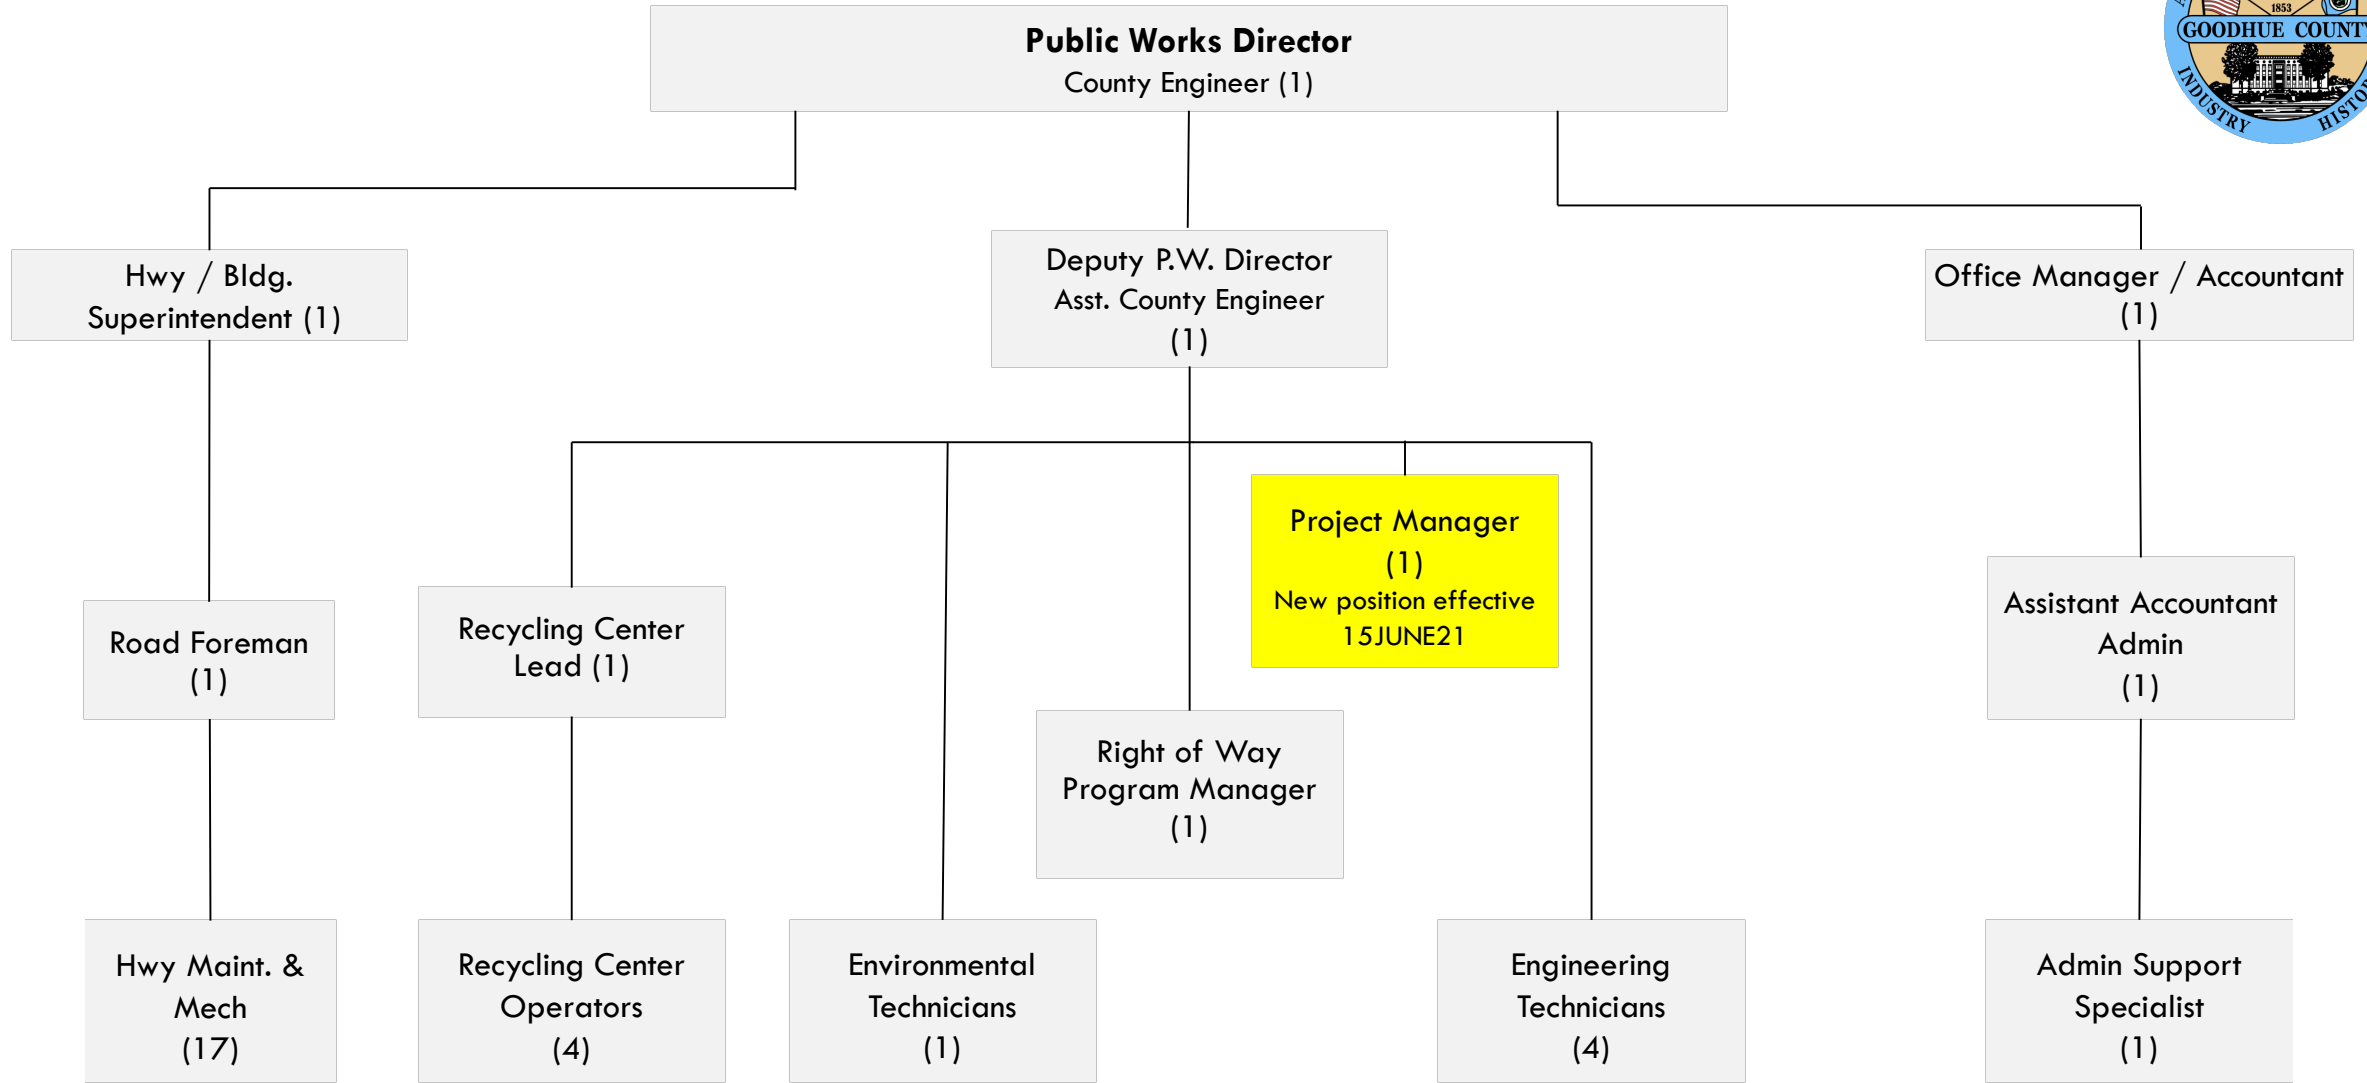 Public Works Director
County Engineer (1)
1853
GOODHUE COUNTY
INDUSTRY
Hwy / Bldg.
Superintendent (1)
Deputy P.W. Director
Asst. County Engineer
(1)
Office Manager / Accountant
(1)
Project Manager
(1)
New position effective
15JUNE21
Road Foreman
(1)
Recycling Center
Lead (1)
Assistant Accountant
Admin
(1)
Right of Way
Program Manager
(1)
Hwy Maint. &
Mech
(17)
Recycling Center
Operators
(4)
Environmental
Technicians
(1)
Engineering
Technicians
(4)
Admin Support
Specialist
(1)